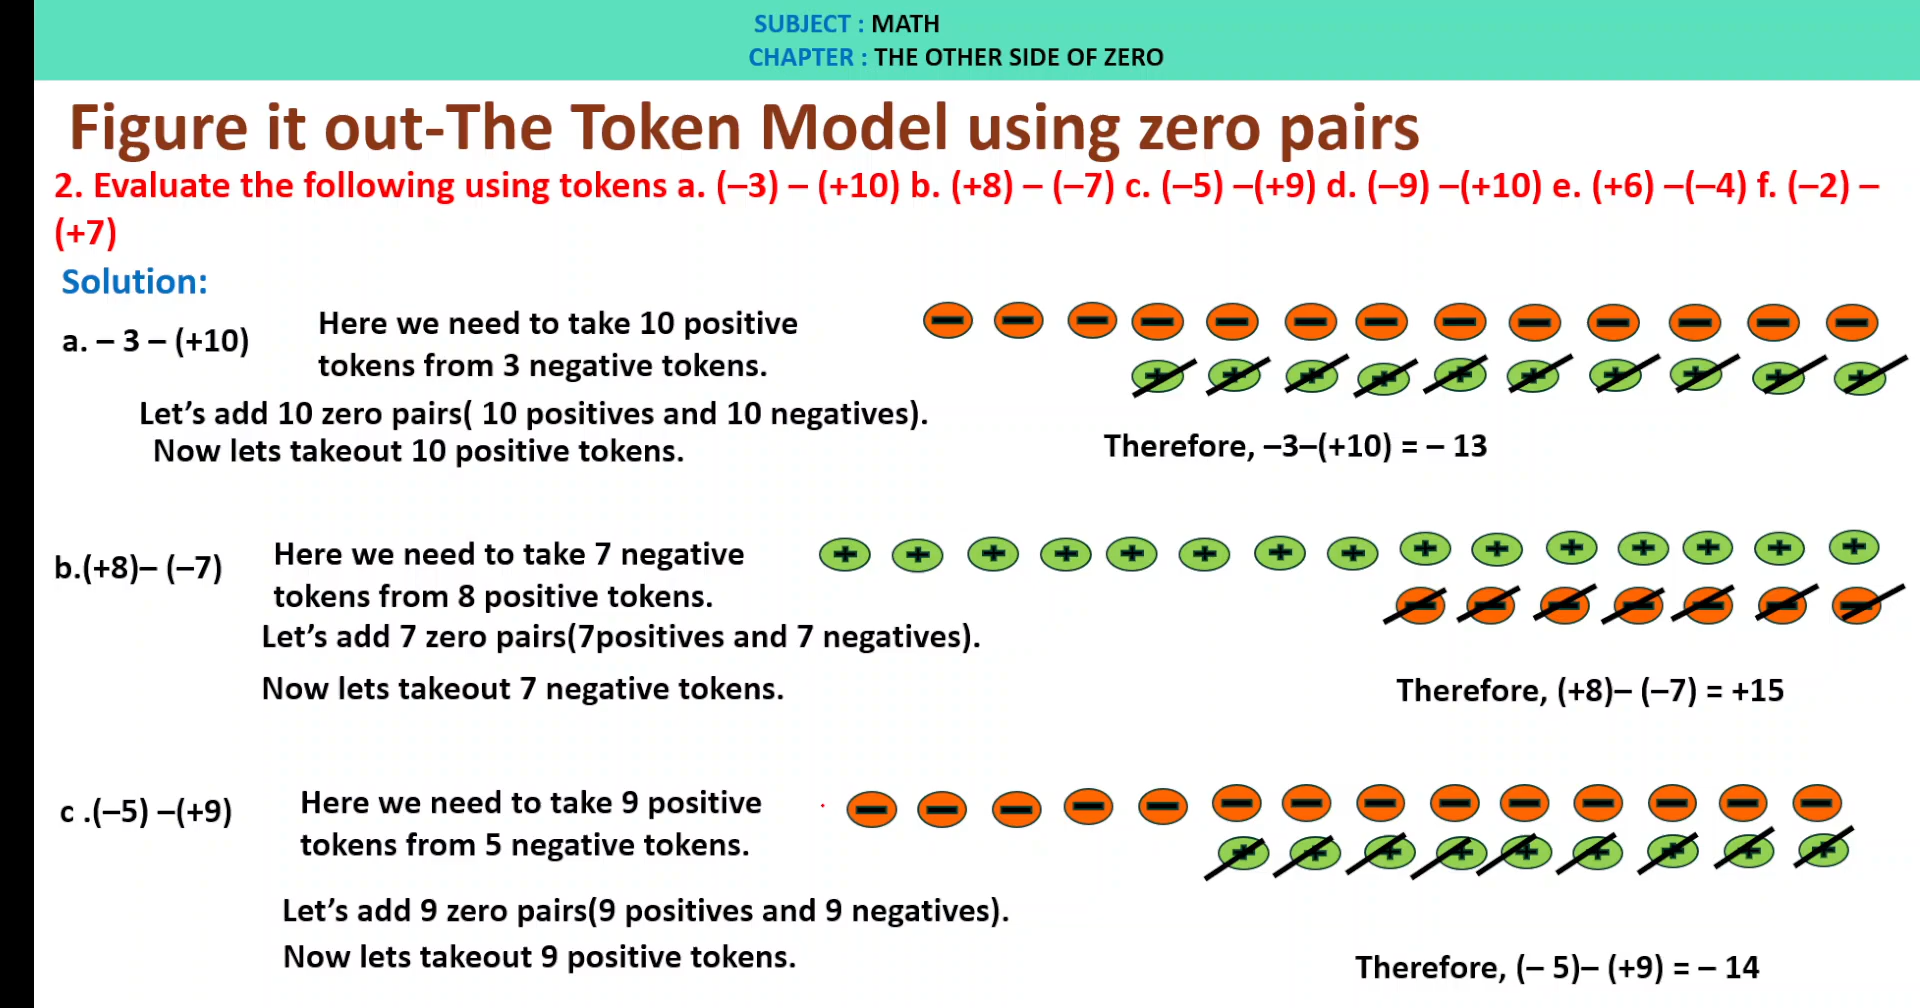 SUBJECT : MATH
CHAPTER : THE OTHER SIDE OF ZERO
Figure it out-The Token Model using zero pairs
2. Evaluate the following using tokens a. (–3) – (+10) b. (+8) – (–7) c. (–5) –(+9) d. (–9) –(+10) e. (+6) –(–4) f. (–2) –
(+7)
Solution:
a. – 3 – (+10)
Here we need to take 10 positive
tokens from 3 negative tokens.
Let’s add 10 zero pairs( 10 positives and 10 negatives).
Now lets takeout 10 positive tokens.
Therefore, –3–(+10) = – 13
b.(+8)– (–7)
Here we need to take 7 negative
tokens from 8 positive tokens.
Let’s add 7 zero pairs(7positives and 7 negatives).
Now lets takeout 7 negative tokens.
Therefore, (+8)– (–7) = +15
c .(–5) –(+9)
Here we need to take 9 positive
tokens from 5 negative tokens.
Let’s add 9 zero pairs(9 positives and 9 negatives).
Now lets takeout 9 positive tokens.
Therefore, (– 5)– (+9) = – 14